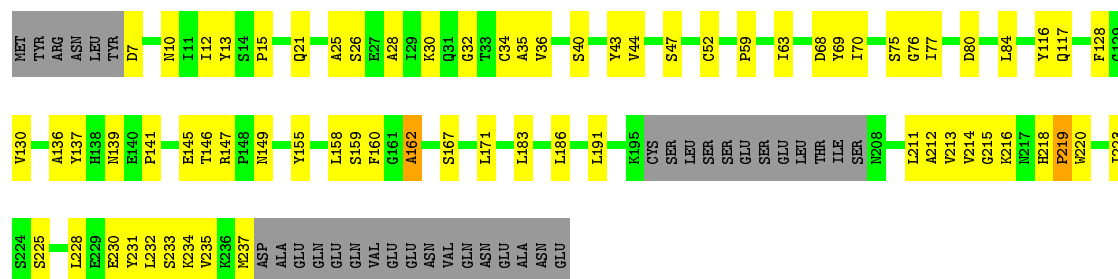 MET TYR ARG ASN LEU TYR D7 N10 I11 I12 Y13 S14 P15 Q21 A25 S26 E27 A28 I29 K30 Q31 G32 T33 C34 A35 V36 S40 Y43 V44 S47 C52 P59 I63 D68 Y69 I70 S75 G76 I77 D80 L84 Y116 Q117 F128 G129
V130 A136 Y137 H138 N139 E140 P141 E145 T146 R147 P148 N149 Y155 L158 S159 F160 G161 A162 S167 L171 L183 L186 L191 K195 CYS SER LEU SER SER GLU SER GLU LEU THR ILE SER N208 L211 A212 V213 V214 G215 K216 N217 H218 P219 W220 I223
S224 S225 L228 E229 E230 Y231 L232 S233 K234 V235 K236 M237 ASP ALA GLU GLN GLU GLN VAL GLU GLU ASN VAL GLN ASN GLU ALA ASN GLU